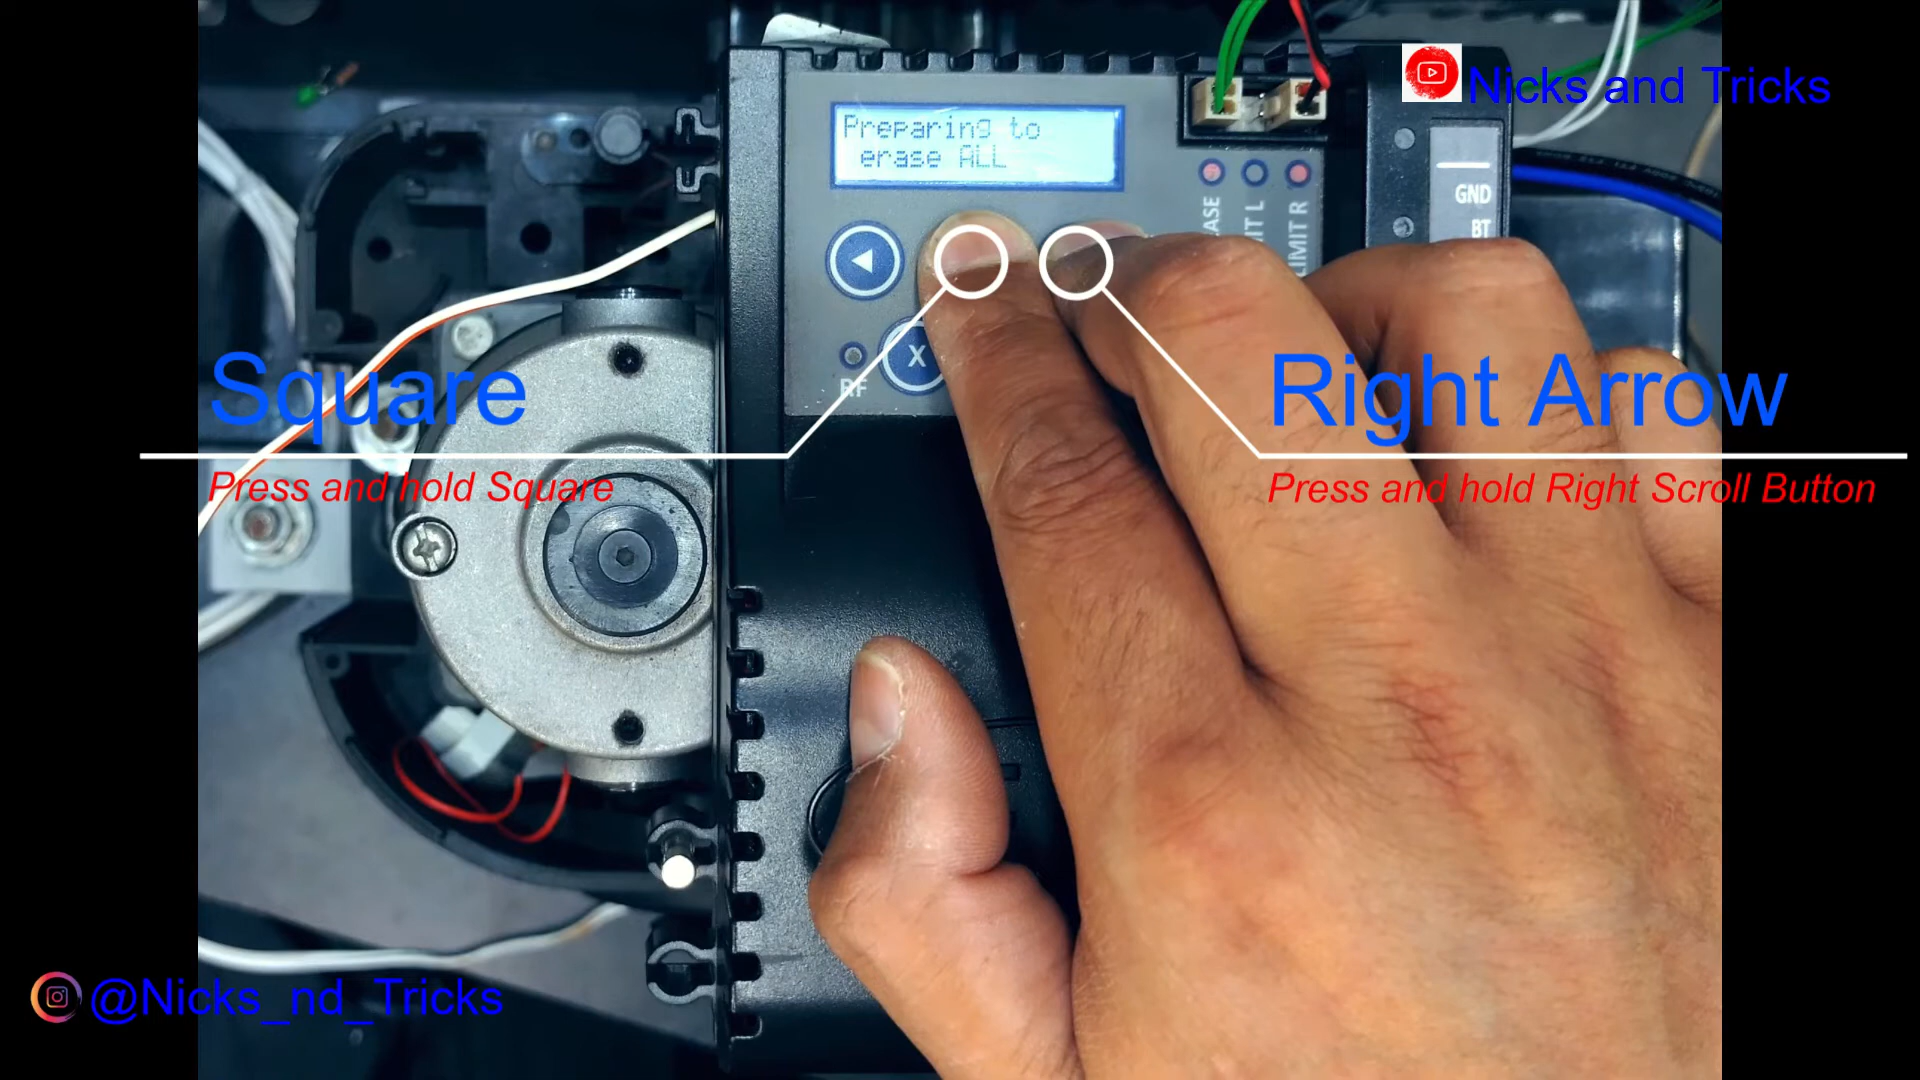 Nicks and Tricks
Preparing to
erase ALL
GND
BT
LIMIT R
X
RF
Square
Press and hold Square
Right Arrow
Press and hold Right Scroll Button
@Nicks_nd_Tricks